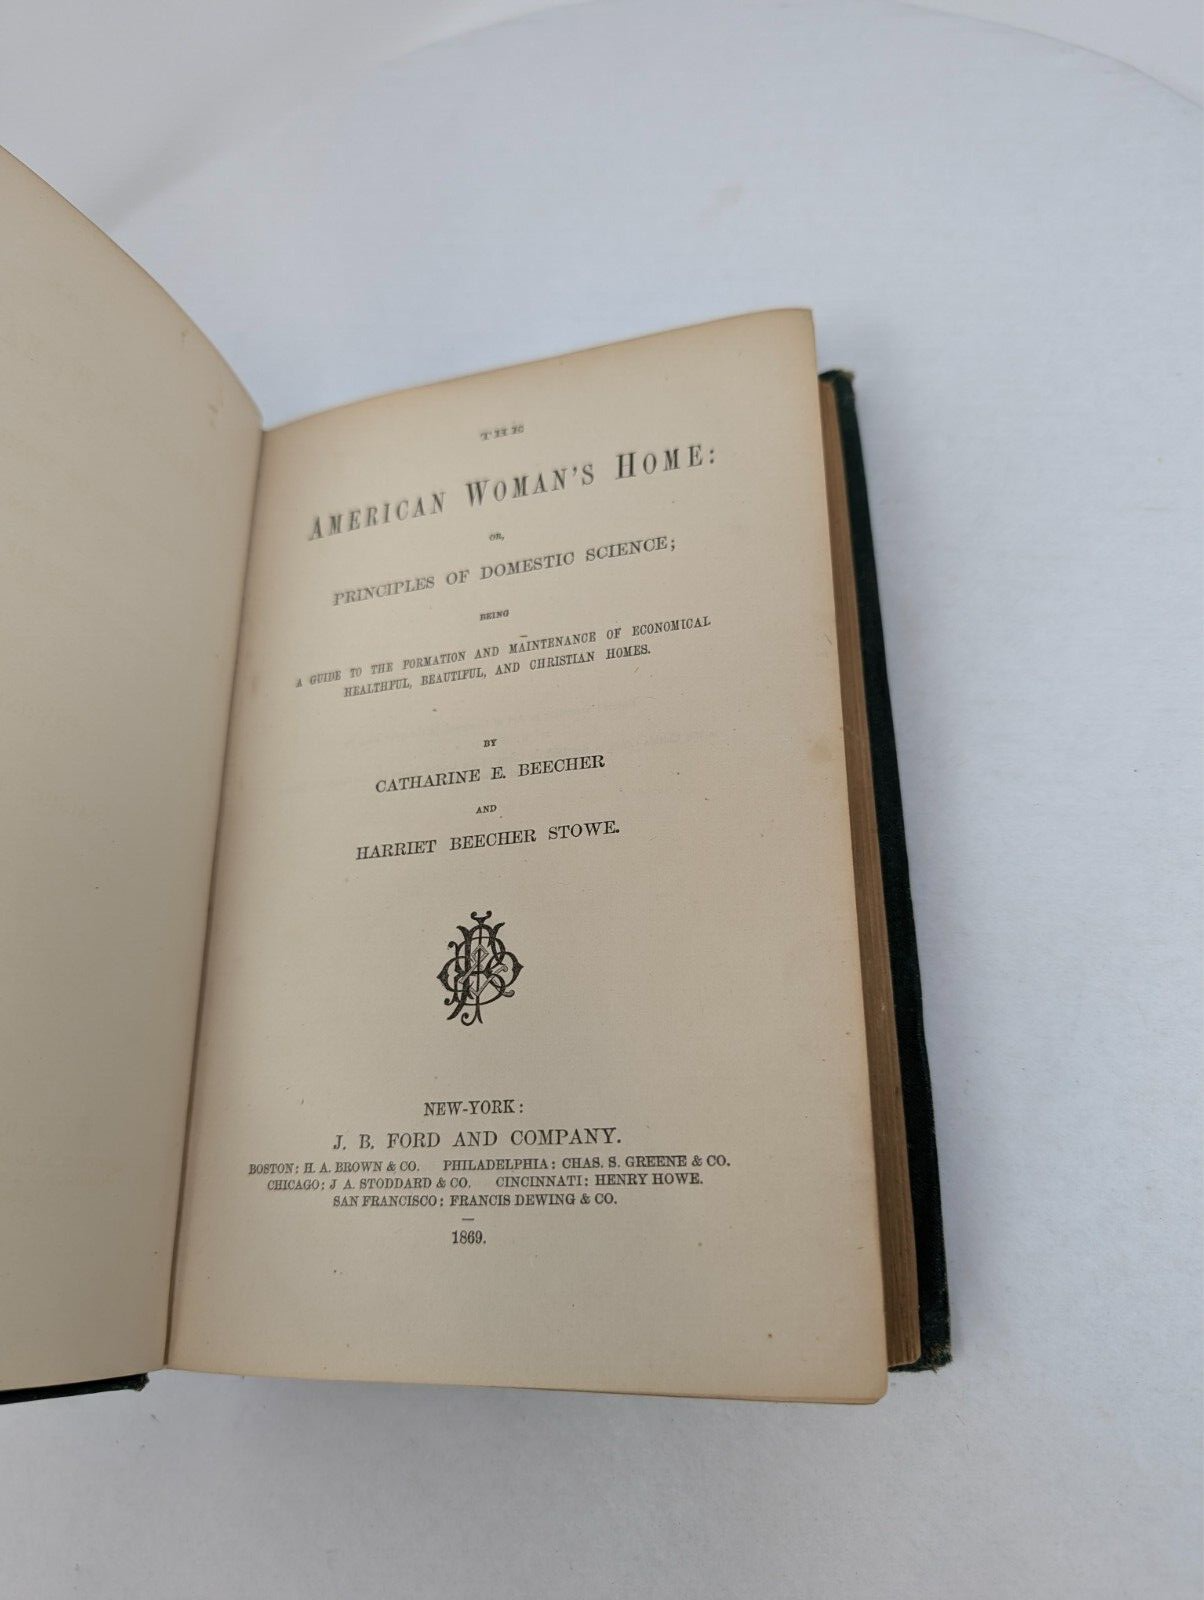 THE
AMERICAN WOMAN'S HOME:
OR,
PRINCIPLES OF DOMESTIC SCIENCE;
BEING
A GUIDE TO THE FORMATION AND MAINTENANCE OF ECONOMICAL
HEALTHFUL, BEAUTIFUL, AND CHRISTIAN HOMES.
BY
CATHARINE E. BEECHER
AND
HARRIET BEECHER STOWE.
NEW-YORK:
J. B. FORD AND COMPANY.
BOSTON: H. A. BROWN & CO. PHILADELPHIA: CHAS. S. GREENE & CO.
CHICAGO: J A. STODDARD & CO. CINCINNATI: HENRY HOWE.
SAN FRANCISCO: FRANCIS DEWING & CO.
1869.